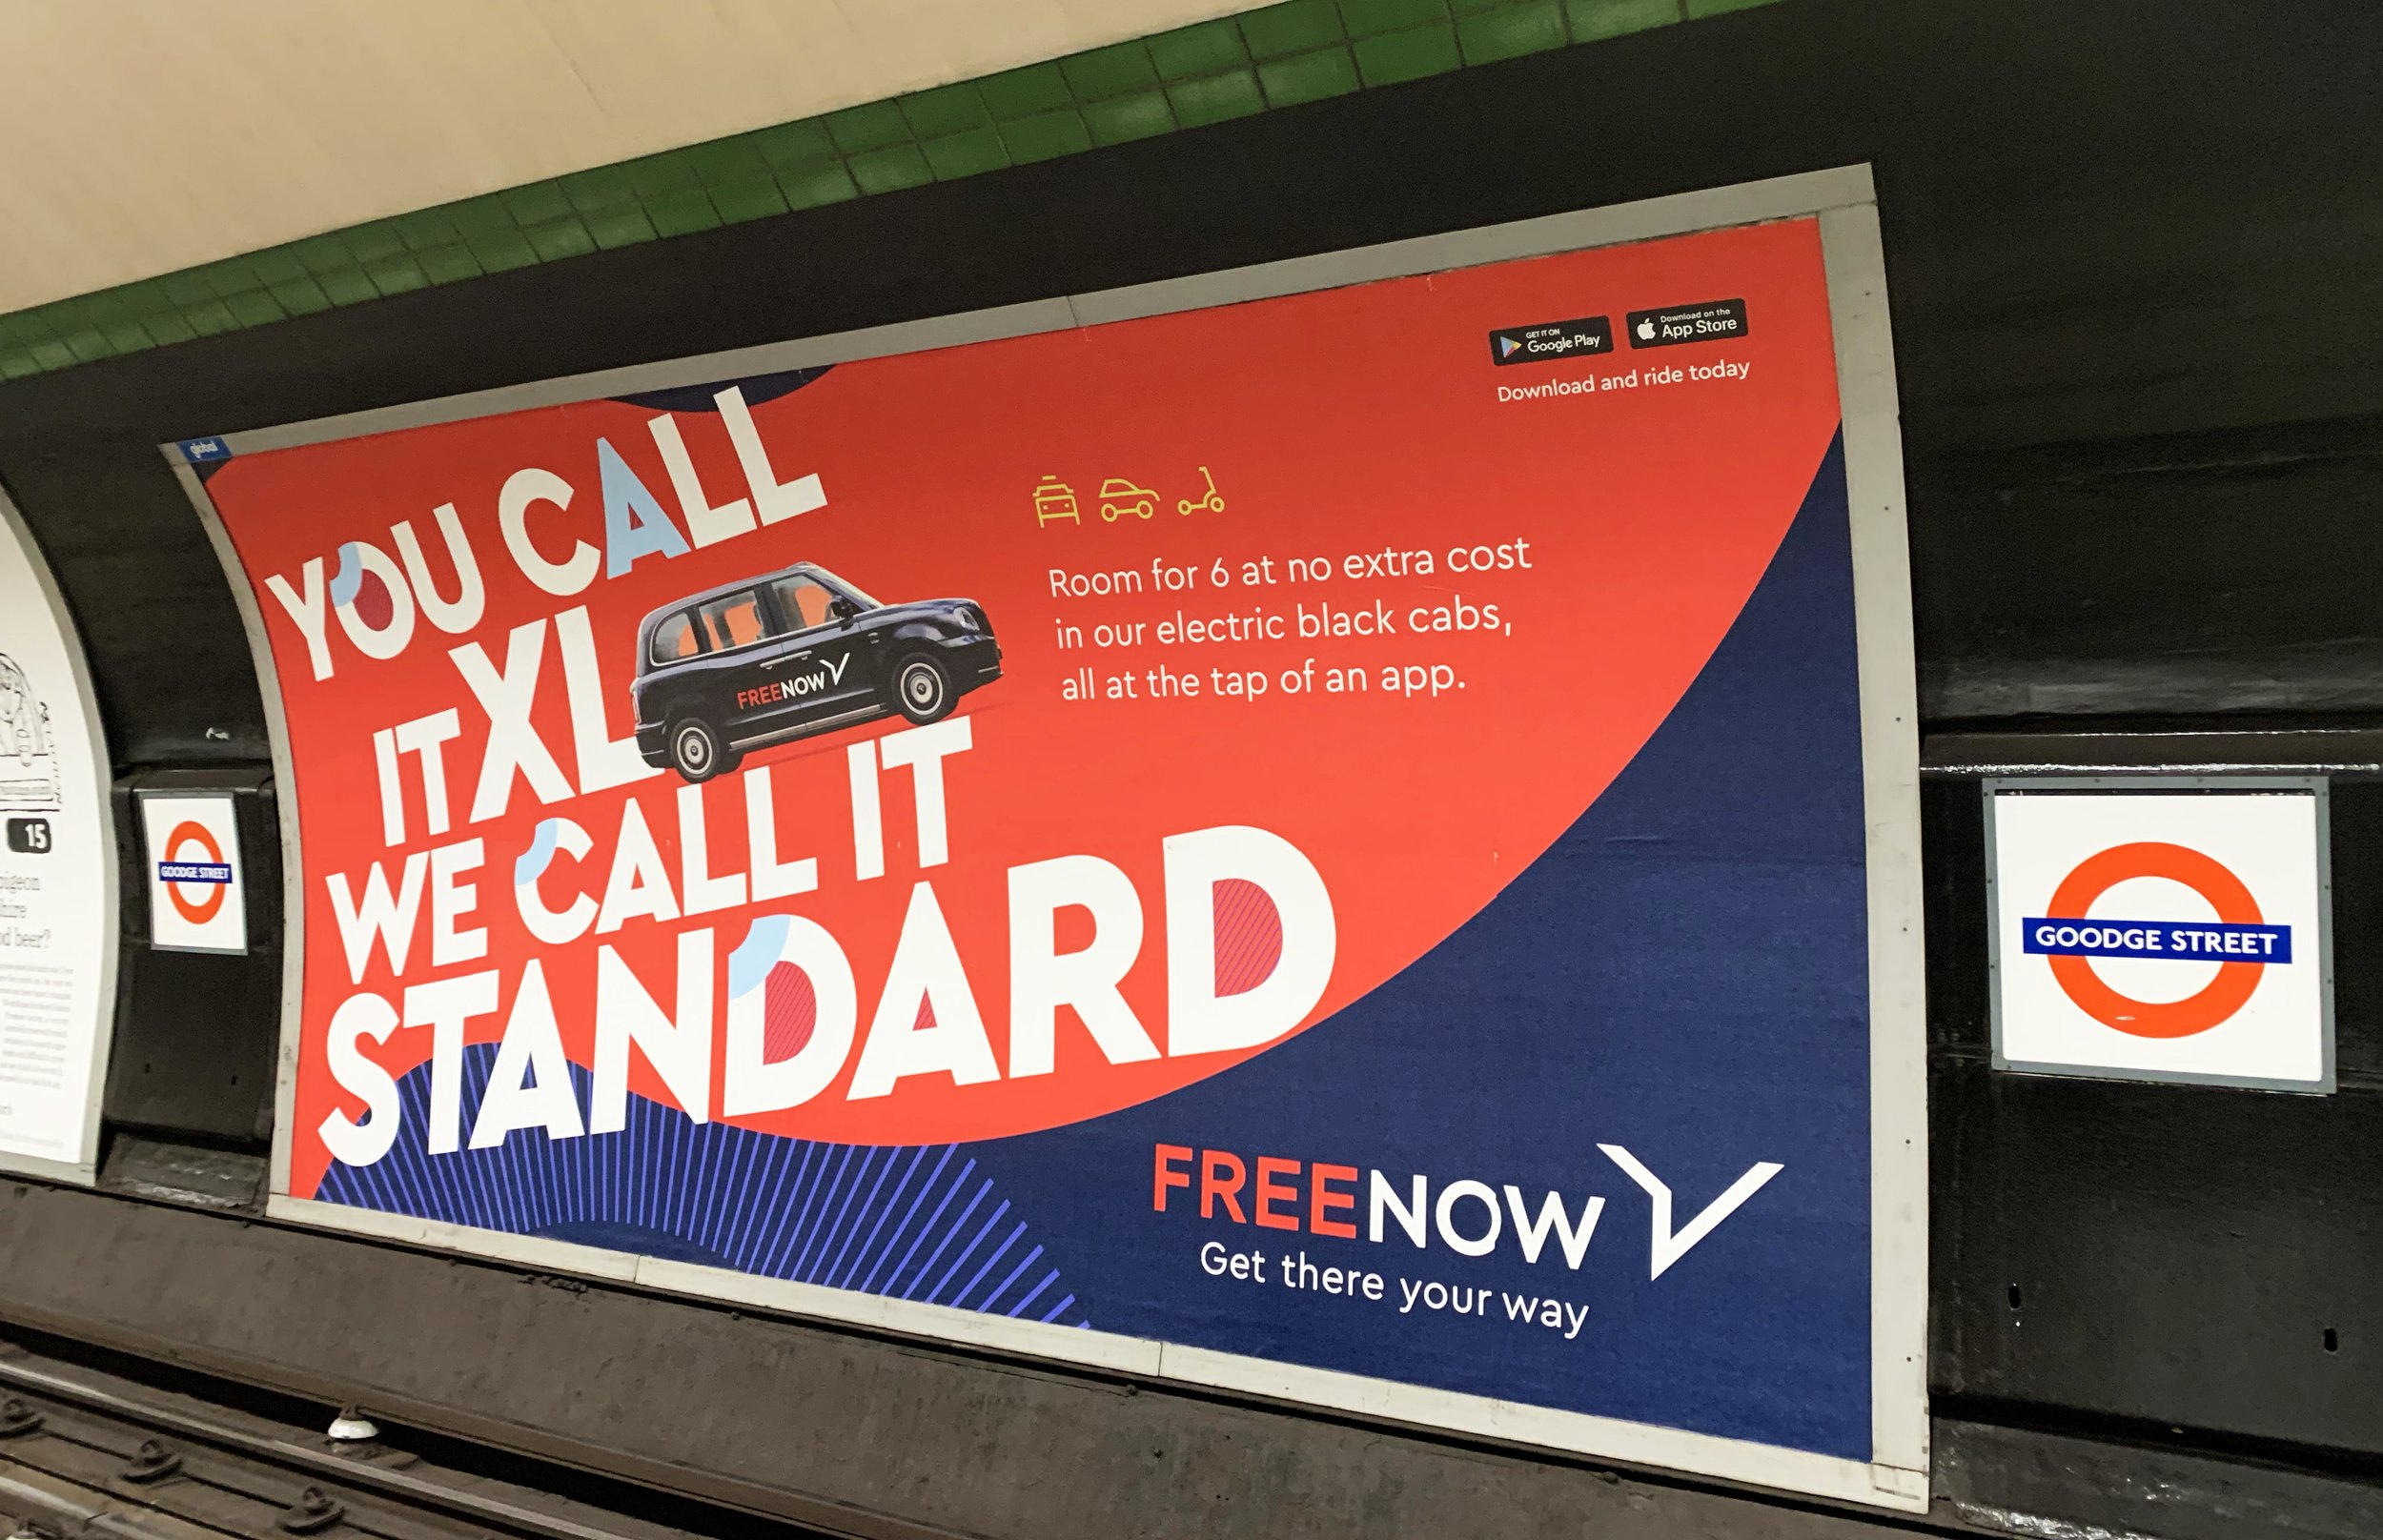 global
YOU CALL
IT XL
FREENOW
WE CALL IT
STANDARD
GET IT ON
Google Play
Download on the
App Store
Download and ride today
Room for 6 at no extra cost
in our electric black cabs,
all at the tap of an app.
FREENOW
Get there your way
GOODGE STREET
GOODGE STREET
15
beer?